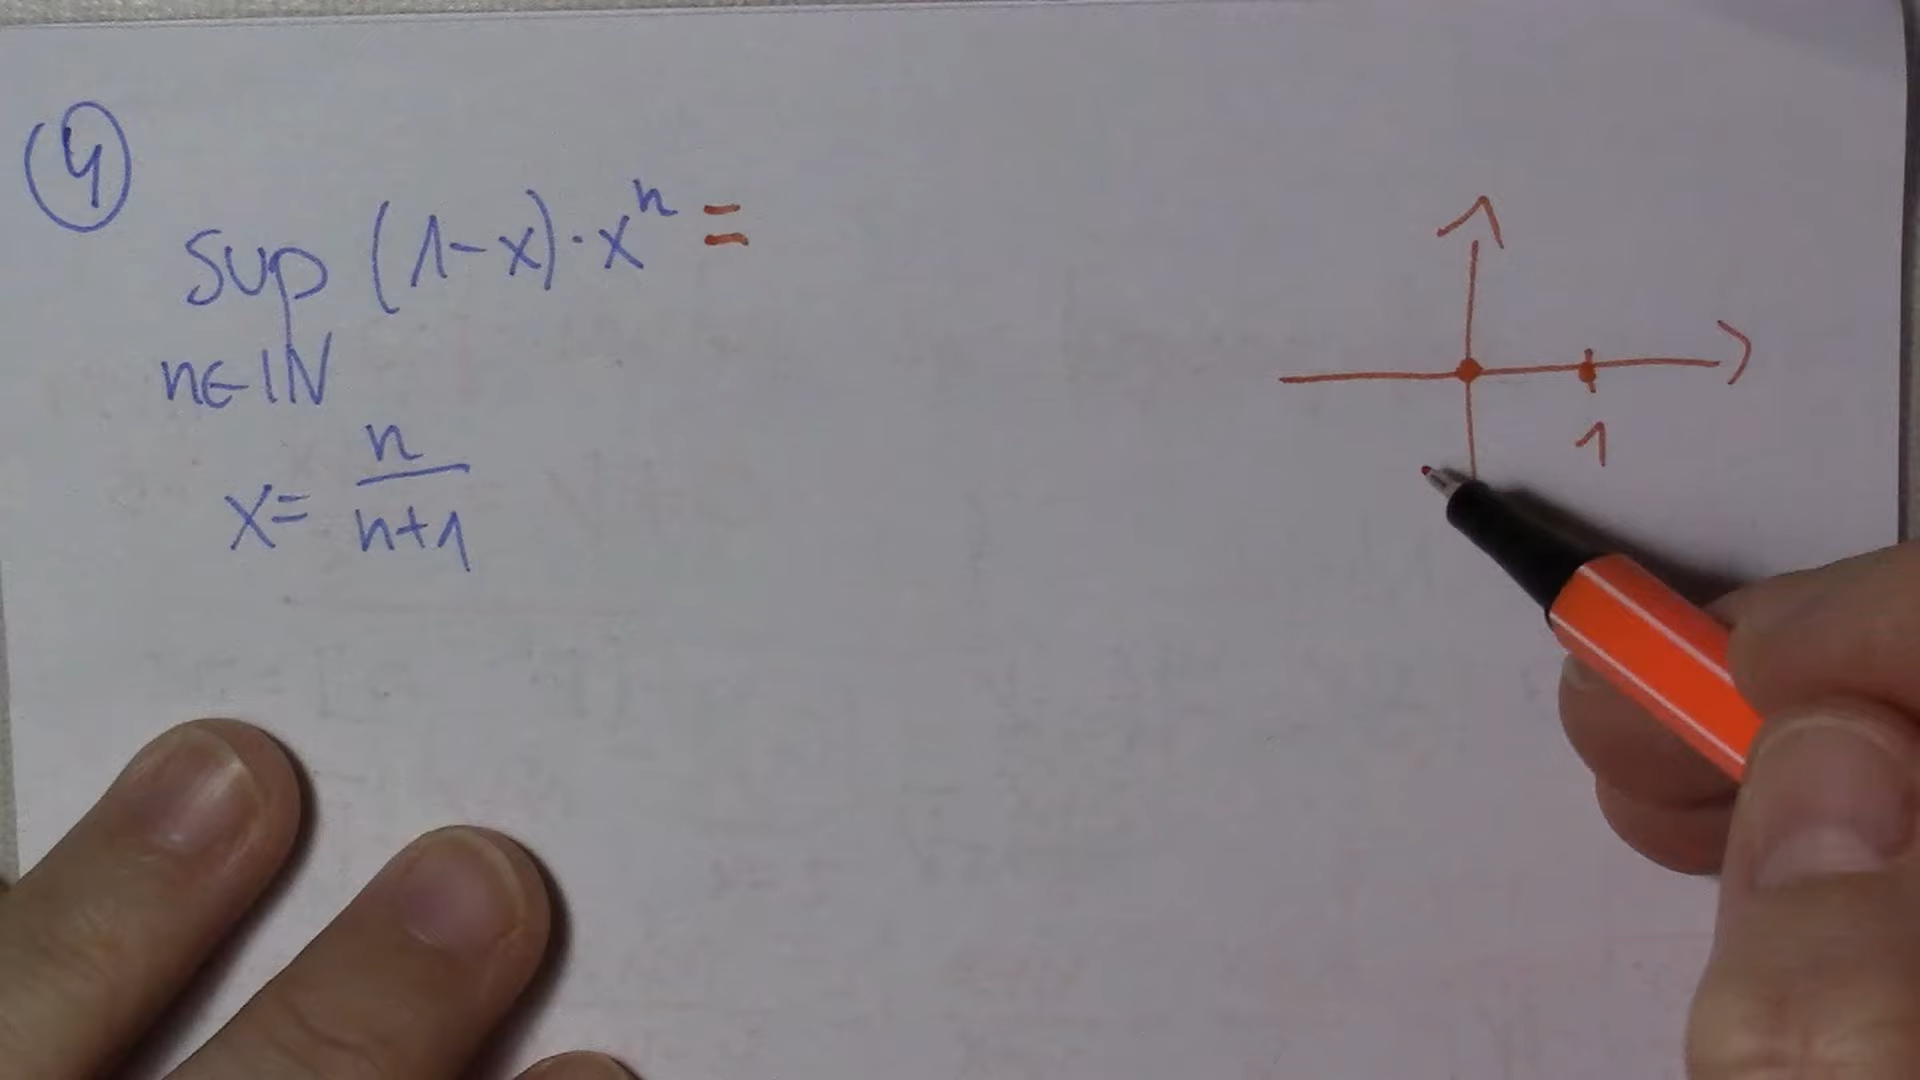 ④
sup (1-x)·x^n =
n∈ℕ
x = n/(n+1)
1